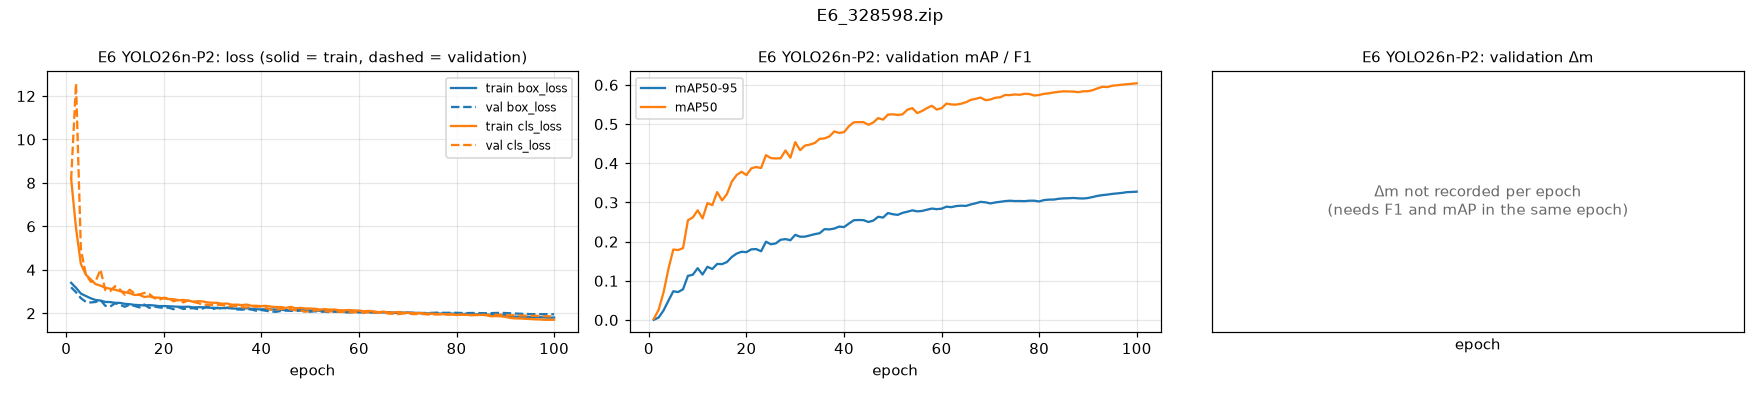 E6_328598.zip
E6 YOLO26n-P2: loss (solid = train, dashed = validation)
12
10
8
6
4
2
0
20
40
60
80
100
epoch
train box_loss
val box_loss
train cls_loss
val cls_loss
E6 YOLO26n-P2: validation mAP / F1
0.6
0.5
0.4
0.3
0.2
0.1
0.0
0
20
40
60
80
100
epoch
mAP50-95
mAP50
E6 YOLO26n-P2: validation Δm
Δm not recorded per epoch
(needs F1 and mAP in the same epoch)
epoch